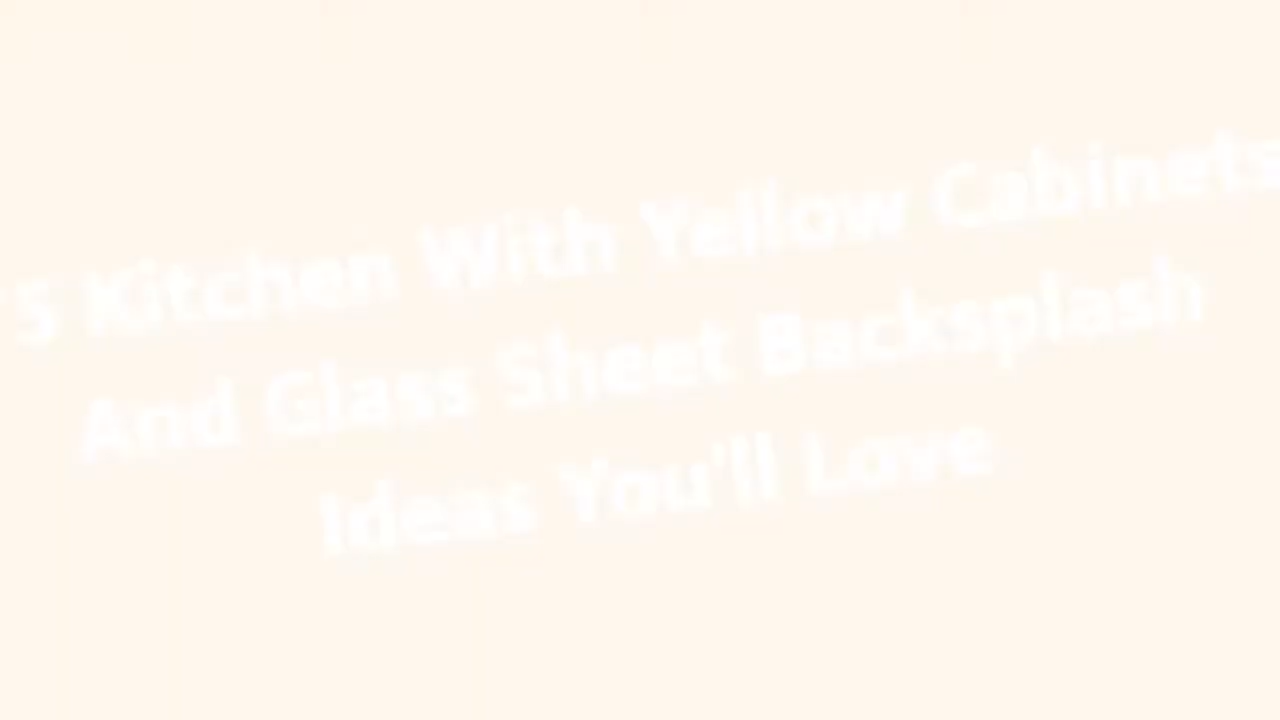 5 Kitchen With Yellow Cabinets
And Glass Sheet Backsplash
Ideas You'll Love